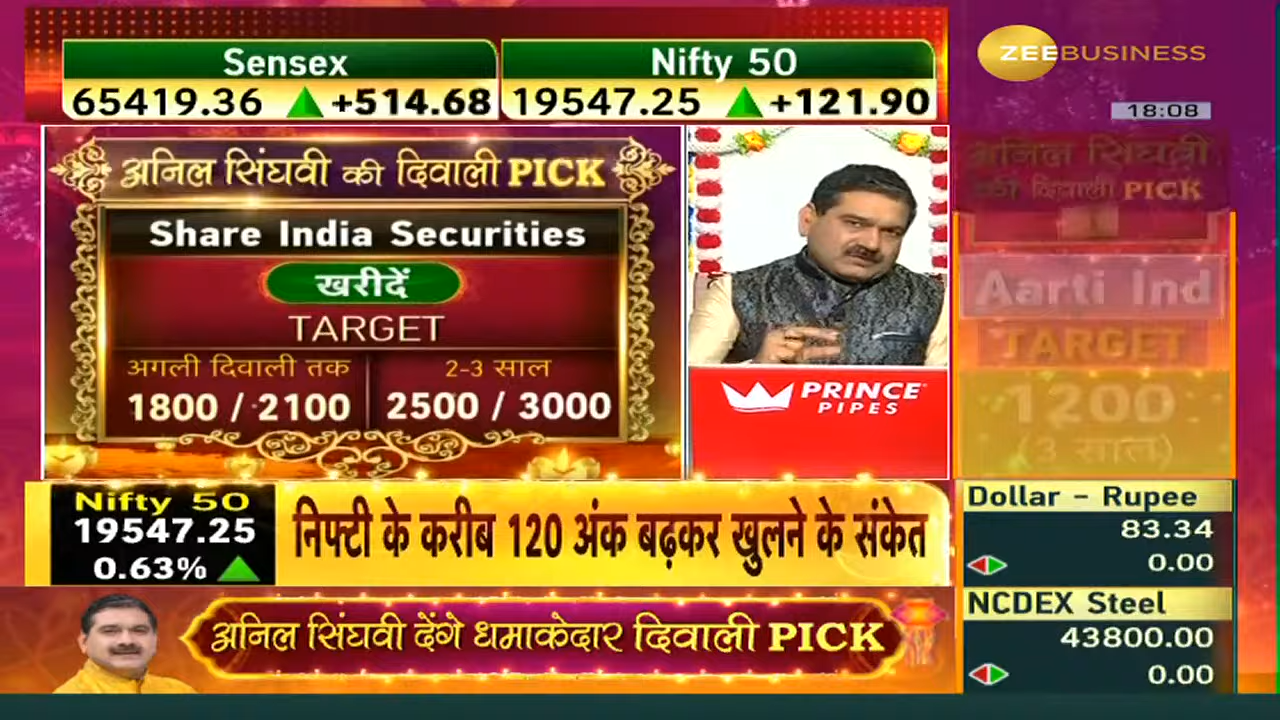 Sensex
65419.36 +514.68
Nifty 50
19547.25 +121.90
ZEEBUSINESS
18:08
अनिल सिंघवी की दिवाली PICK
Share India Securities
खरीदें
TARGET
अगली दिवाली तक
1800 / 2100
2-3 साल
2500 / 3000
PRINCE
PIPES
अनिल सिंघवी
की दिवाली PICK
Aarti Ind
TARGET
1200
(3 साल)
Nifty 50
19547.25
0.63%
निफ्टी के करीब 120 अंक बढ़कर खुलने के संकेत
Dollar - Rupee
83.34
0.00
NCDEX Steel
43800.00
0.00
अनिल सिंघवी देंगे धमाकेदार दिवाली PICK